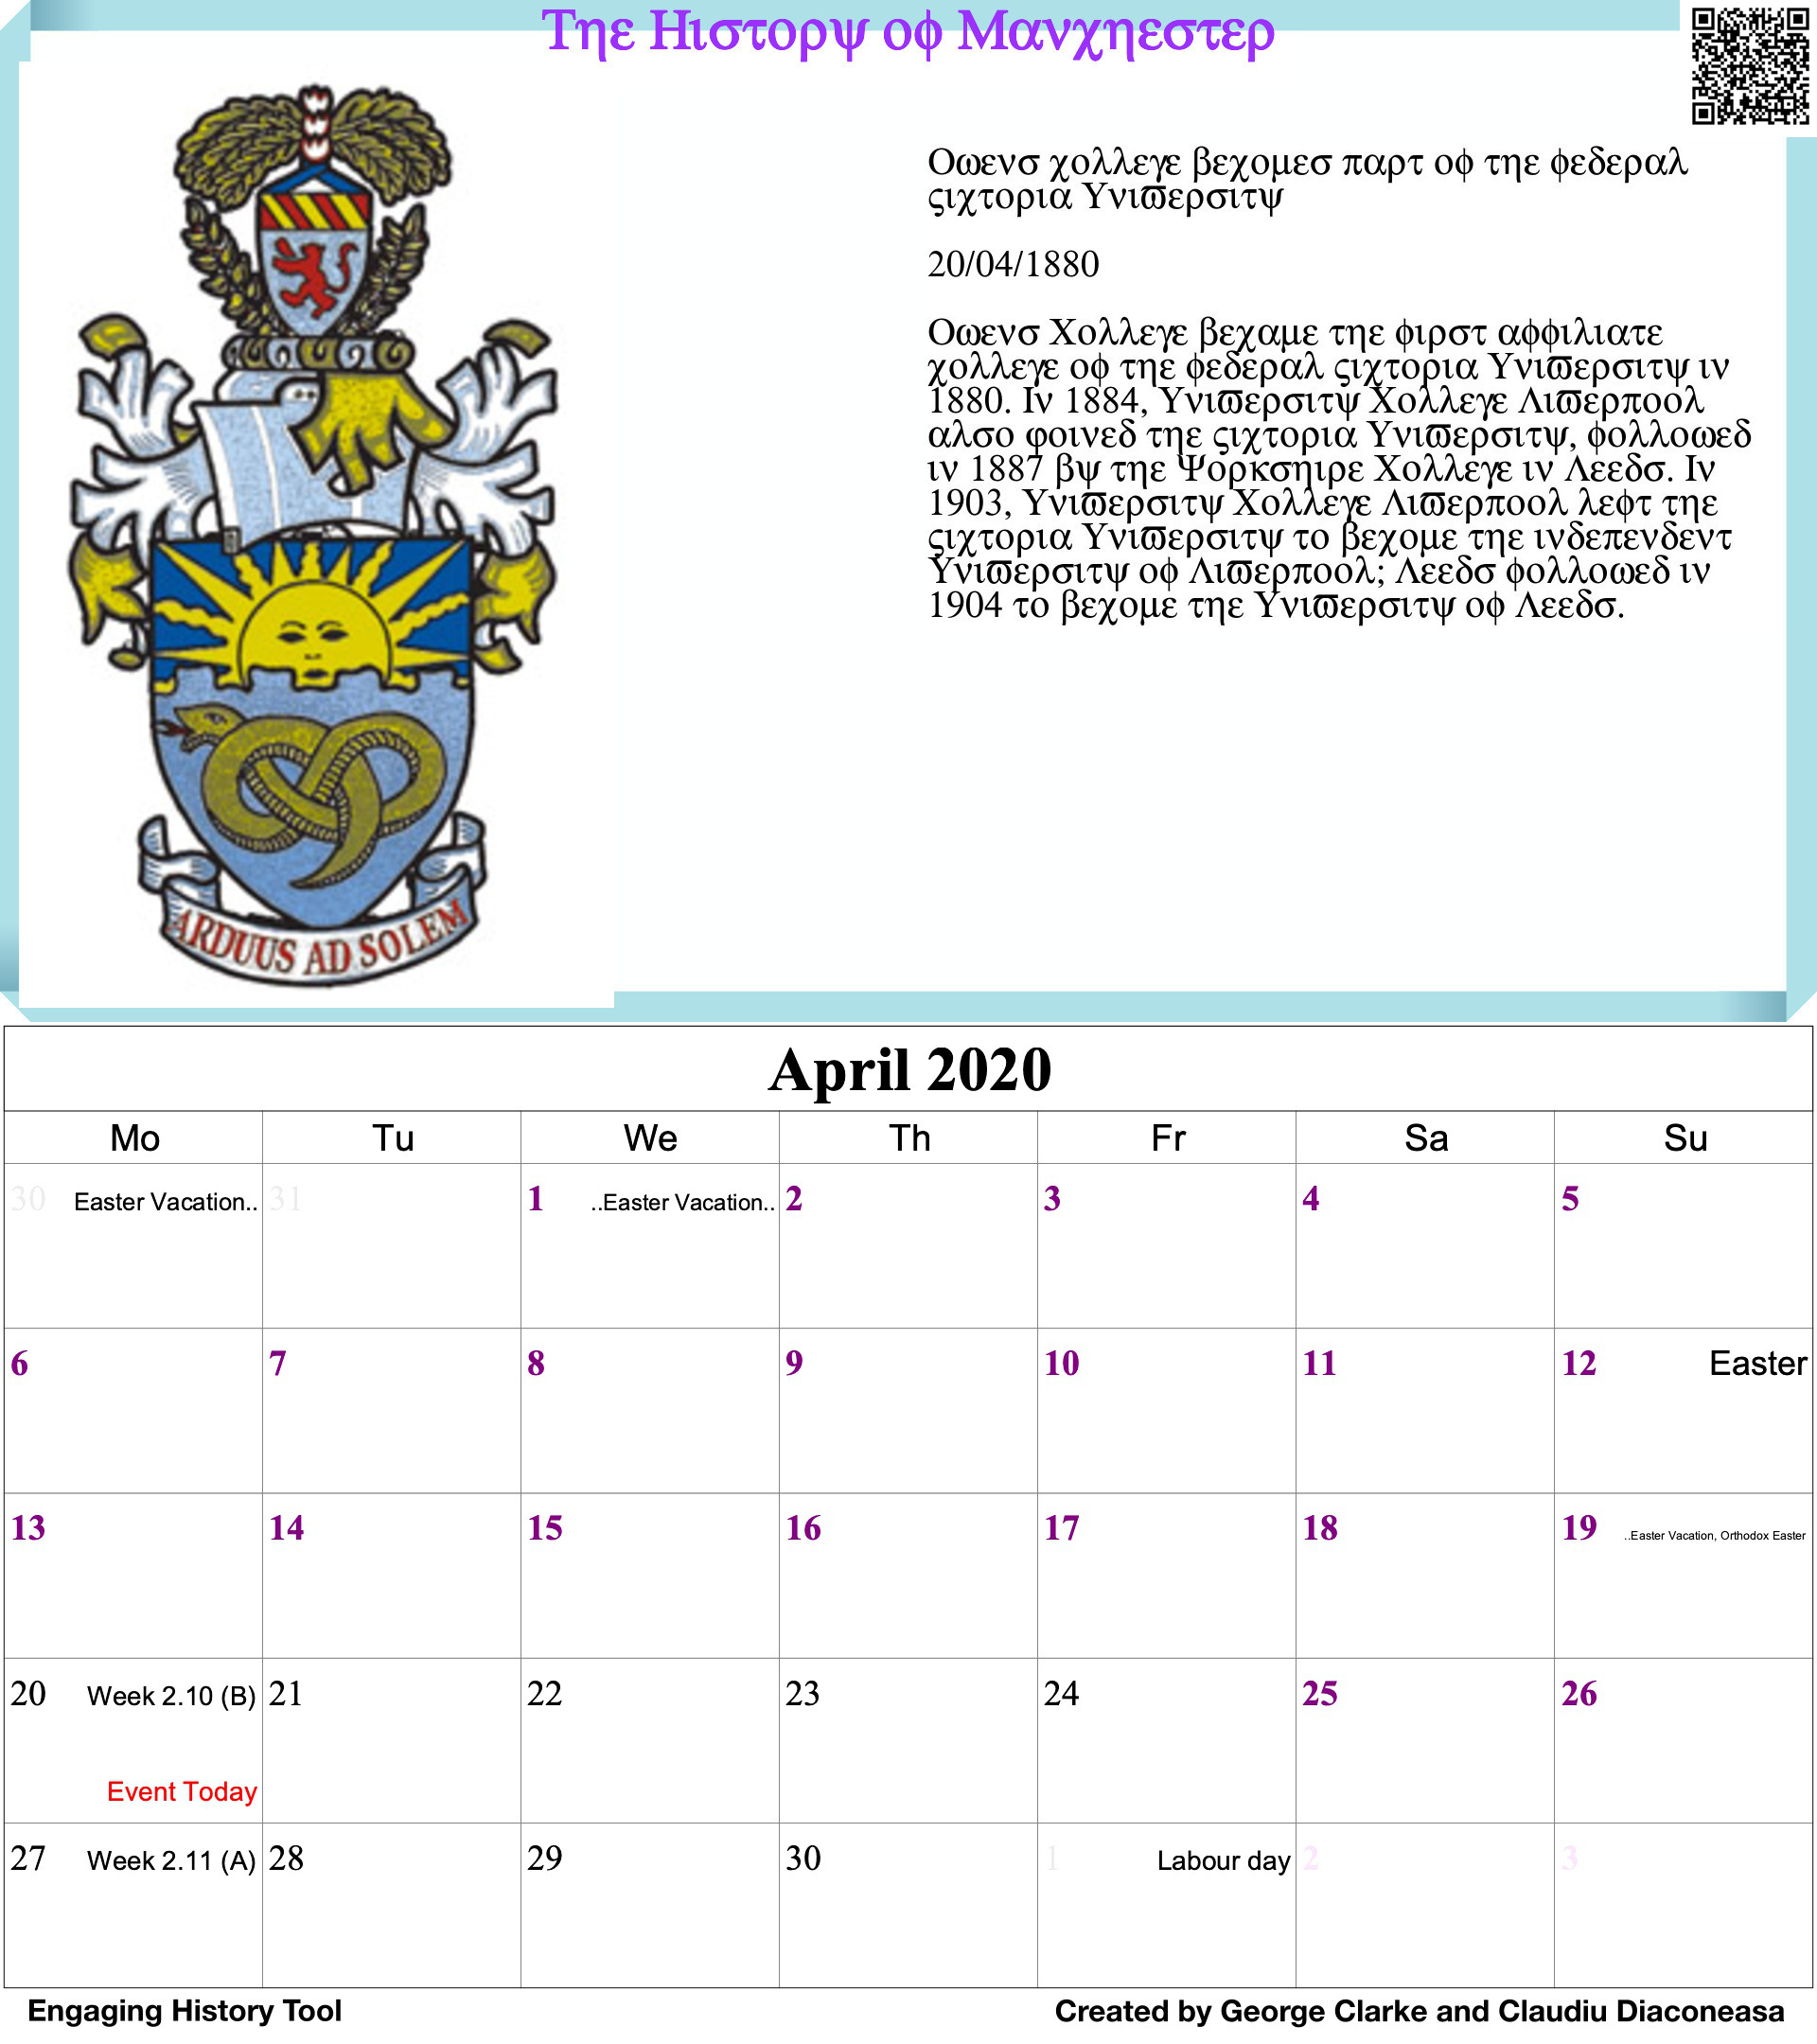 Τηε Ηιστορψ οφ Μανχηεστερ
Οωενσ χολλεγε βεχομεσ παρτ οφ τηε φεδεραλ
ςιχτορια Υνιϖερσιτψ
20/04/1880
Οωενσ Χολλεγε βεχαμε τηε φιρστ αφφιλιατε
χολλεγε οφ τηε φεδεραλ ςιχτορια Υνιϖερσιτψ ιν
1880. Ιν 1884, Υνιϖερσιτψ Χολλεγε Λιϖερποολ
αλσο φοινεδ τηε ςιχτορια Υνιϖερσιτψ, φολλοωεδ
ιν 1887 βψ τηε Ψορκσηιρε Χολλεγε ιν Λεεδσ. Ιν
1903, Υνιϖερσιτψ Χολλεγε Λιϖερποολ λεφτ τηε
ςιχτορια Υνιϖερσιτψ το βεχομε τηε ινδεπενδεντ
Υνιϖερσιτψ οφ Λιϖερποολ; Λεεδσ φολλοωεδ ιν
1904 το βεχομε τηε Υνιϖερσιτψ οφ Λεεδσ.
ARDUUS AD SOLEM
April 2020
Mo Tu We Th Fr Sa Su
30 Easter Vacation.. 31 1 ..Easter Vacation.. 2 3 4 5
6 7 8 9 10 11 12 Easter
13 14 15 16 17 18 19 ..Easter Vacation, Orthodox Easter
20 Week 2.10 (B) 21 22 23 24 25 26
Event Today
27 Week 2.11 (A) 28 29 30 1 Labour day 2 3
Engaging History Tool Created by George Clarke and Claudiu Diaconeasa